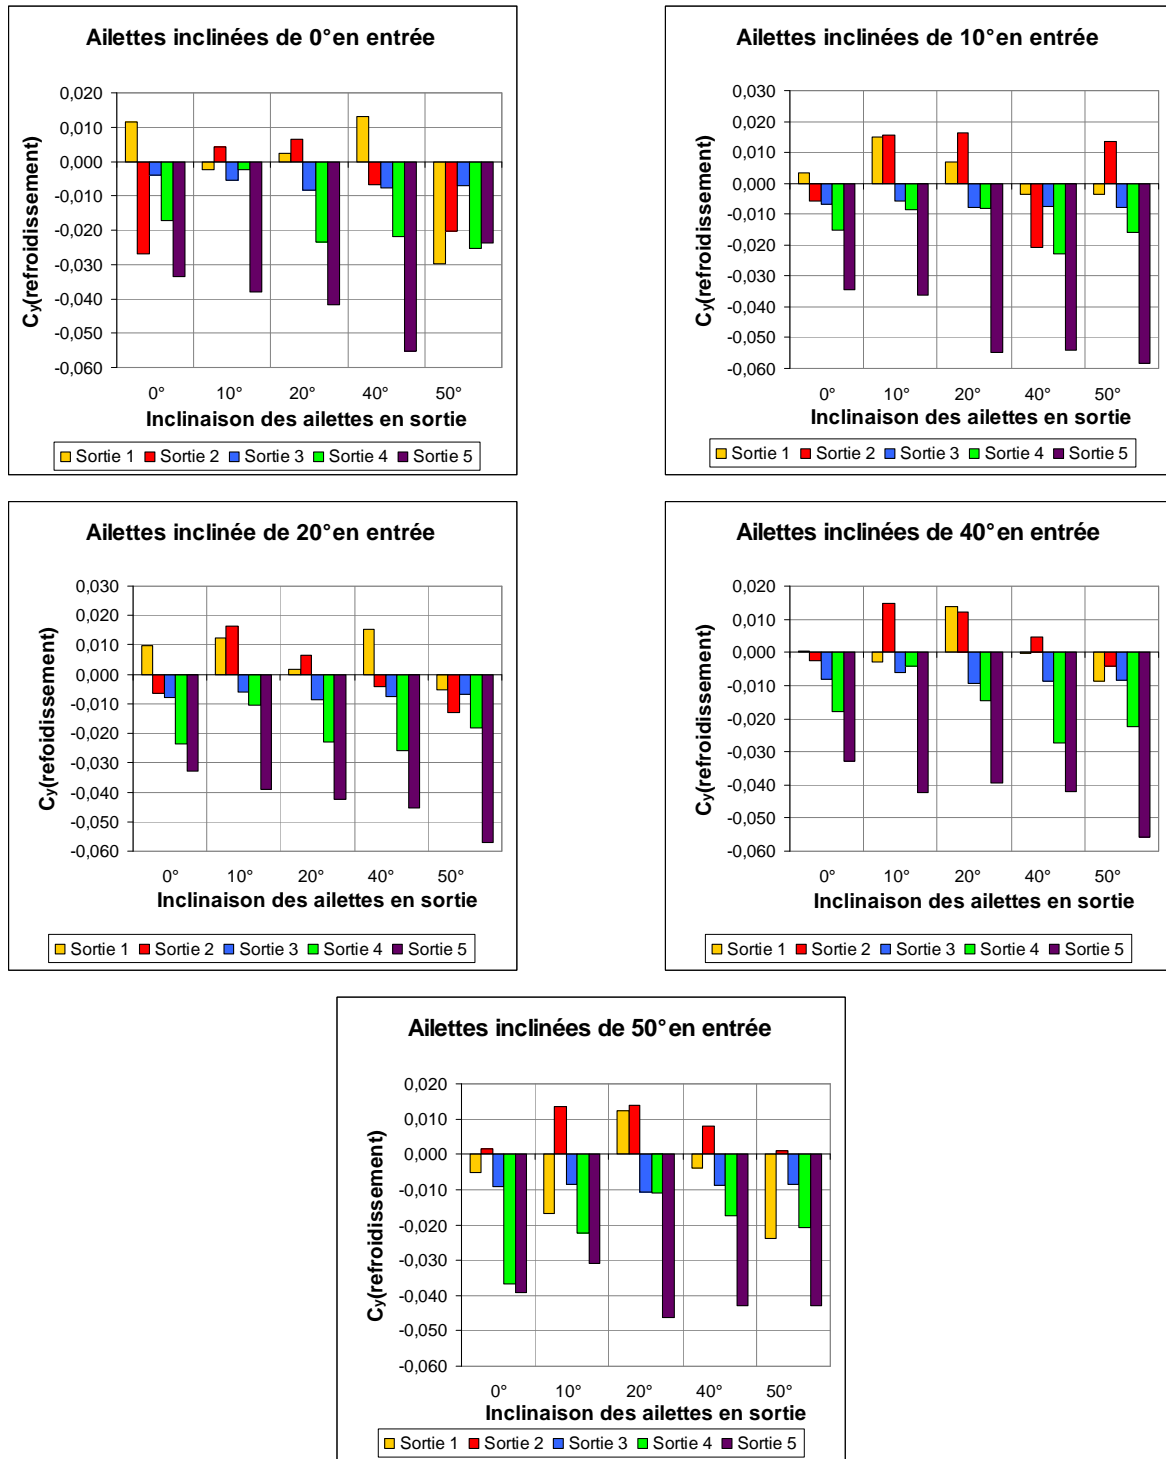 Ailettes inclinées de 0° en entrée
0,020
0,010
0,000
-0,010
-0,020
-0,030
-0,040
-0,050
-0,060
Cy(refroidissement)
0° 10° 20° 40° 50°
Inclinaison des ailettes en sortie
Sortie 1 Sortie 2 Sortie 3 Sortie 4 Sortie 5
Ailettes inclinées de 10° en entrée
0,030
0,020
0,010
0,000
-0,010
-0,020
-0,030
-0,040
-0,050
-0,060
Cy(refroidissement)
0° 10° 20° 40° 50°
Inclinaison des ailettes en sortie
Sortie 1 Sortie 2 Sortie 3 Sortie 4 Sortie 5
Ailettes inclinée de 20° en entrée
0,030
0,020
0,010
0,000
-0,010
-0,020
-0,030
-0,040
-0,050
-0,060
Cy(refoidissement)
0° 10° 20° 40° 50°
Inclinaison des ailettes en sortie
Sortie 1 Sortie 2 Sortie 3 Sortie 4 Sortie 5
Ailettes inclinées de 40° en entrée
0,020
0,010
0,000
-0,010
-0,020
-0,030
-0,040
-0,050
-0,060
Cy(refroidissement)
0° 10° 20° 40° 50°
Inclinaison des ailettes en sortie
Sortie 1 Sortie 2 Sortie 3 Sortie 4 Sortie 5
Ailettes inclinées de 50° en entrée
0,020
0,010
0,000
-0,010
-0,020
-0,030
-0,040
-0,050
-0,060
Cy(refroidissement)
0° 10° 20° 40° 50°
Inclinaison des ailettes en sortie
Sortie 1 Sortie 2 Sortie 3 Sortie 4 Sortie 5